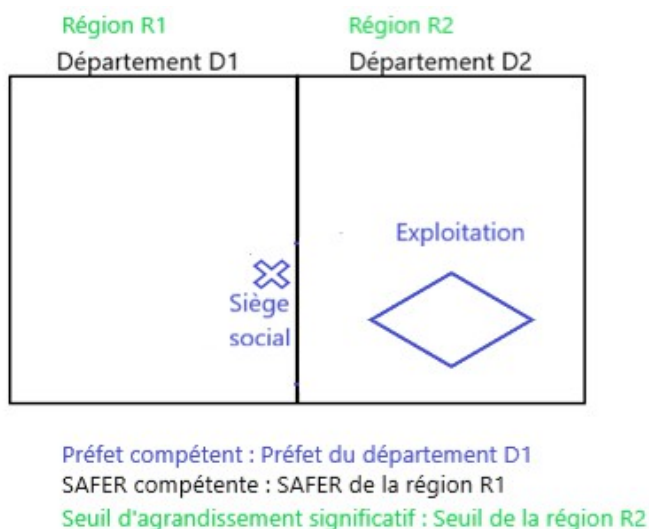 Région R1 Région R2
Département D1 Département D2
Exploitation
Siège
social
Préfet compétent : Préfet du département D1
SAFER compétente : SAFER de la région R1
Seuil d'agrandissement significatif : Seuil de la région R2